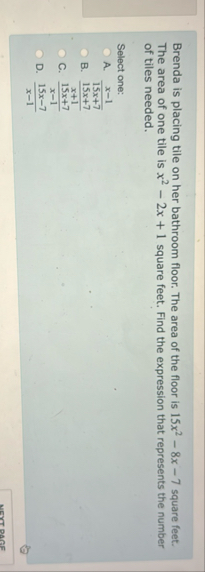 Brenda is placing tile on her bathroom floor. The area of the floor is 15x² − 8x − 7 square feet.
The area of one tile is x² − 2x + 1 square feet. Find the expression that represents the number
of tiles needed.
Select one:
A. x−1
15x+7
B. 15x+7
x+1
C. 15x+7
x−1
D. 15x−7
x−1
NEXT PAGE